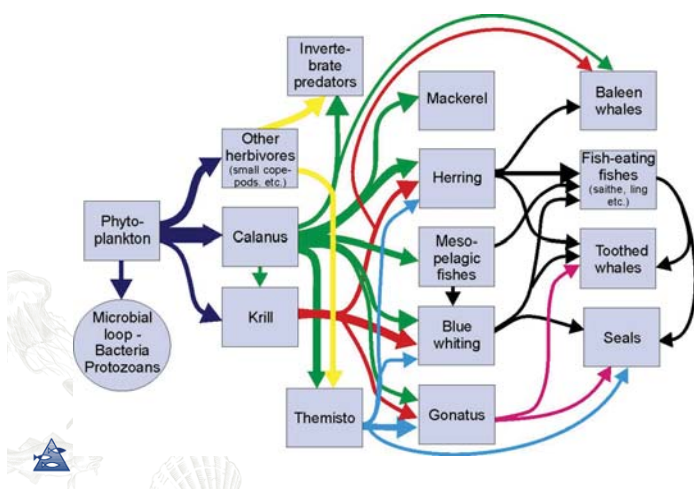 Inverte-
brate
predators
Mackerel
Baleen
whales
Other
herbivores
(small cope-
pods. etc.)
Herring
Fish-eating
fishes
(saithe, ling
etc.)
Phyto-
plankton
Calanus
Meso-
pelagic
fishes
Toothed
whales
Microbial
loop -
Bacteria
Protozoans
Krill
Blue
whiting
Seals
Themisto
Gonatus